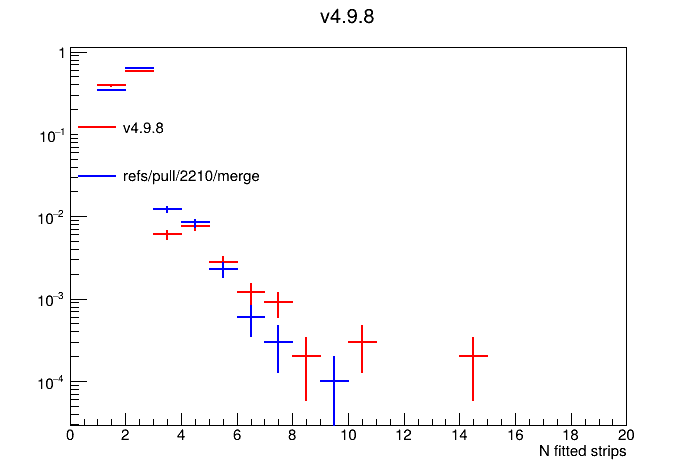 v4.9.8
1
10⁻¹
v4.9.8
refs/pull/2210/merge
10⁻²
10⁻³
10⁻⁴
0 2 4 6 8 10 12 14 16 18 20
N fitted strips